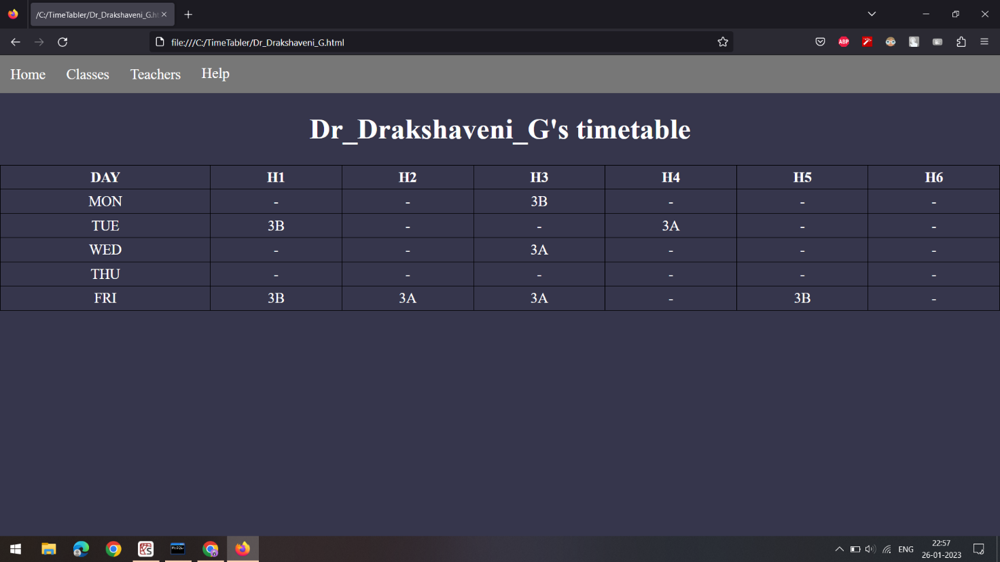 /C:/TimeTabler/Dr_Drakshaveni_G.ht
file:///C:/TimeTabler/Dr_Drakshaveni_G.html
ABP
Home Classes Teachers Help
Dr_Drakshaveni_G's timetable
DAY H1 H2 H3 H4 H5 H6
MON - - 3B - - -
TUE 3B - - 3A - -
WED - - 3A - - -
THU - - - - - -
FRI 3B 3A 3A - 3B -
ENG
22:57
26-01-2023